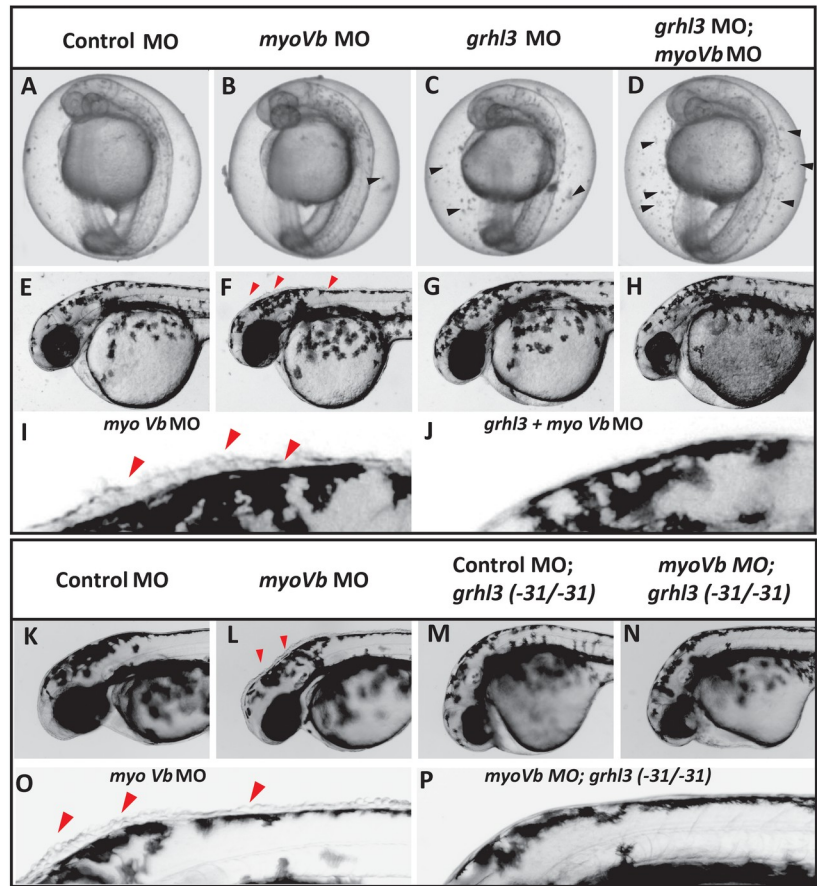 Control MO
myoVb MO
grhl3 MO
grhl3 MO;
myoVb MO
A
B
C
D
E
F
G
H
I
myo Vb MO
J
grhl3 + myo Vb MO
Control MO
myoVb MO
Control MO;
grhl3 (-31/-31)
myoVb MO;
grhl3 (-31/-31)
K
L
M
N
O
myo Vb MO
P
myoVb MO; grhl3 (-31/-31)